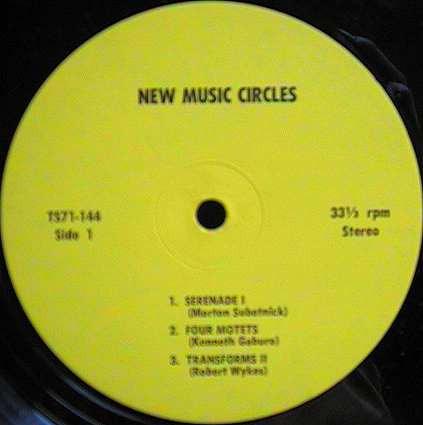 NEW MUSIC CIRCLES
TS71-144
Side 1
33⅓ rpm
Stereo
1. SERENADE I
(Morton Subotnick)
2. FOUR MOTETS
(Kenneth Gaburo)
3. TRANSFORMS II
(Robert Wykes)